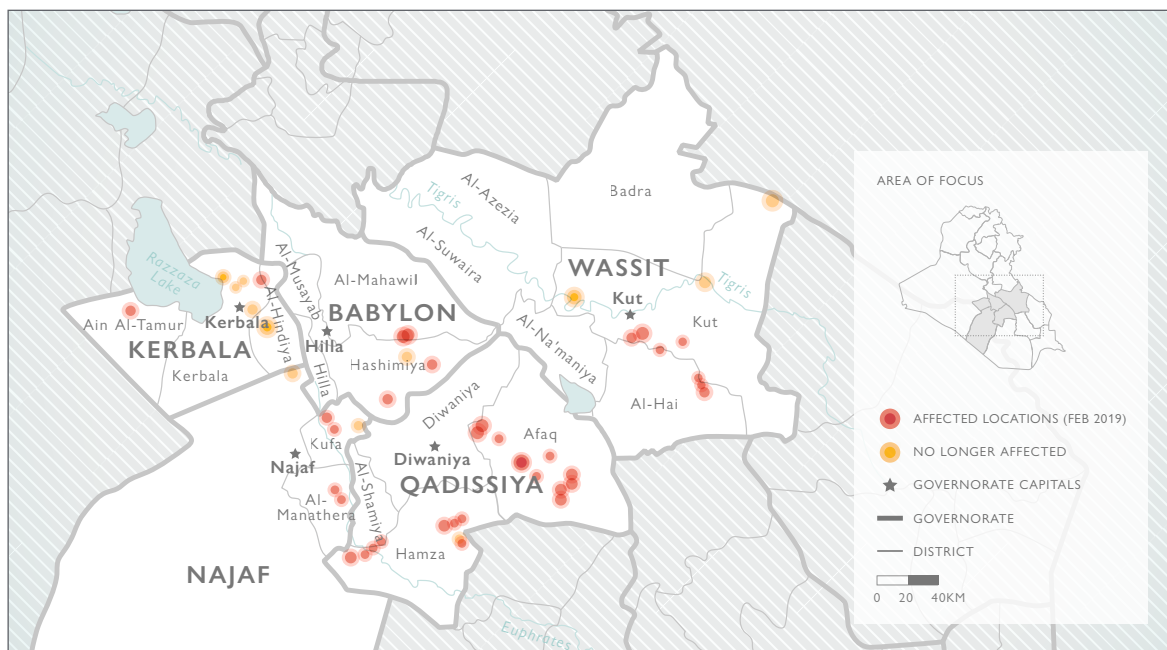 Al-Azezia
Tigris
Badra
Al-Suwaira
WASSIT
Tigris
Kut
Kut
Razzaza
Lake
Al-Musayab
Al-Mahawil
Al-Hindiya
BABYLON
Ain Al-Tamur
Kerbala
KERBALA
Hilla
Hashimiya
Al-Na'maniya
Kerbala
Hilla
Al-Hai
Diwaniya
Kufa
Afaq
Najaf
Diwaniya
QADISSIYA
Al-Shamiya
Al-
Manathera
Hamza
NAJAF
Euphrates
AREA OF FOCUS
AFFECTED LOCATIONS (FEB 2019)
NO LONGER AFFECTED
GOVERNORATE CAPITALS
GOVERNORATE
DISTRICT
0 20 40KM